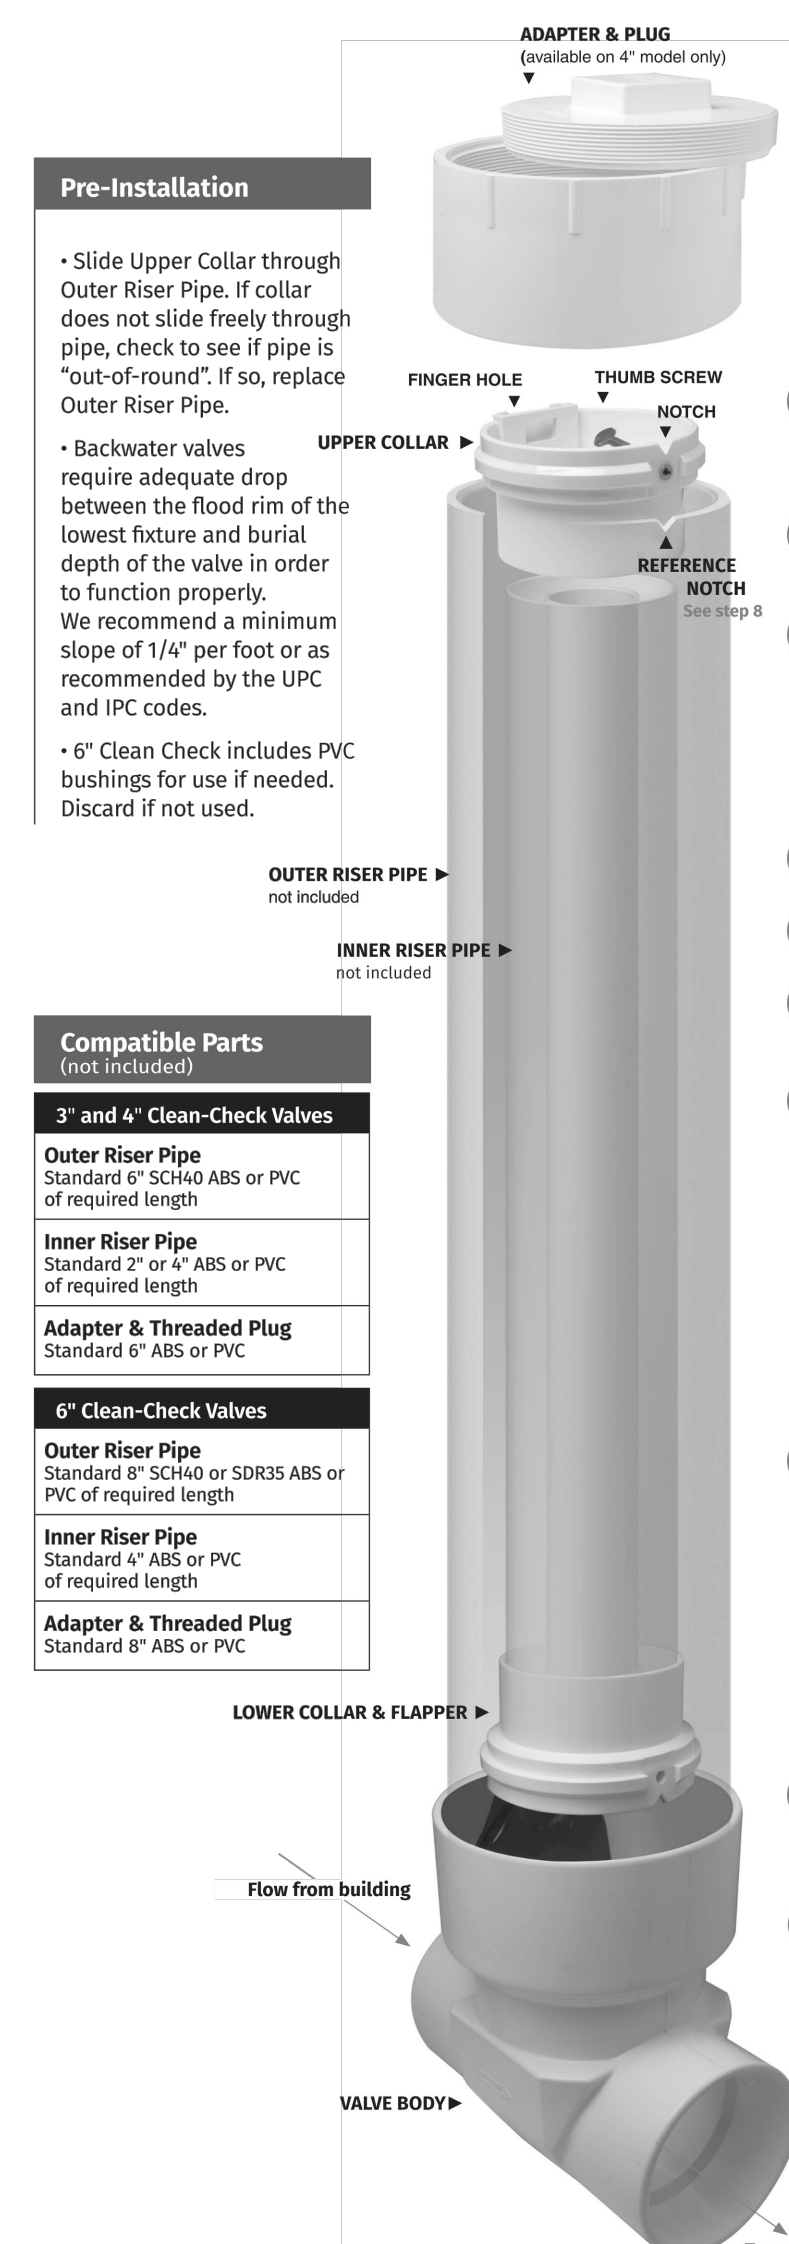 ADAPTER & PLUG
(available on 4" model only)
Pre-Installation
• Slide Upper Collar through
Outer Riser Pipe. If collar
does not slide freely through
pipe, check to see if pipe is
“out-of-round”. If so, replace
Outer Riser Pipe.
• Backwater valves
require adequate drop
between the flood rim of the
lowest fixture and burial
depth of the valve in order
to function properly.
We recommend a minimum
slope of 1/4" per foot or as
recommended by the UPC
and IPC codes.
• 6" Clean Check includes PVC
bushings for use if needed.
Discard if not used.
FINGER HOLE
THUMB SCREW
NOTCH
UPPER COLLAR
REFERENCE
NOTCH
See step 8
OUTER RISER PIPE
not included
INNER RISER PIPE
not included
Compatible Parts
(not included)
3" and 4" Clean-Check Valves
Outer Riser Pipe
Standard 6" SCH40 ABS or PVC
of required length
Inner Riser Pipe
Standard 2" or 4" ABS or PVC
of required length
Adapter & Threaded Plug
Standard 6" ABS or PVC
6" Clean-Check Valves
Outer Riser Pipe
Standard 8" SCH40 or SDR35 ABS or
PVC of required length
Inner Riser Pipe
Standard 4" ABS or PVC
of required length
Adapter & Threaded Plug
Standard 8" ABS or PVC
LOWER COLLAR & FLAPPER
Flow from building
VALVE BODY